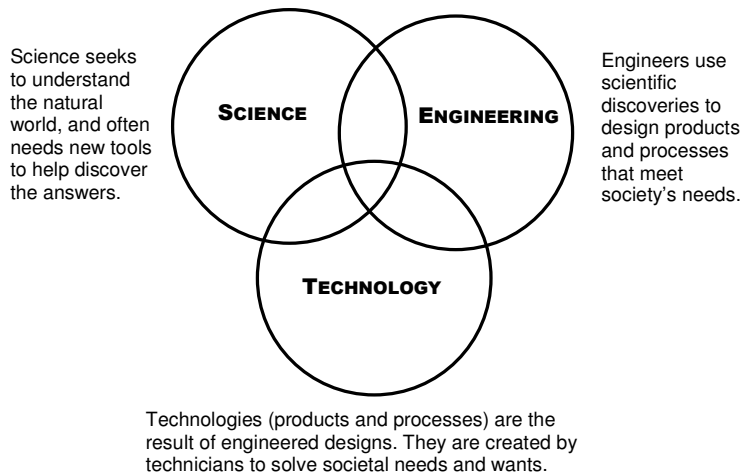 Science seeks
to understand
the natural
world, and often
needs new tools
to help discover
the answers.
SCIENCE
ENGINEERING
Engineers use
scientific
discoveries to
design products
and processes
that meet
society’s needs.
TECHNOLOGY
Technologies (products and processes) are the
result of engineered designs. They are created by
technicians to solve societal needs and wants.